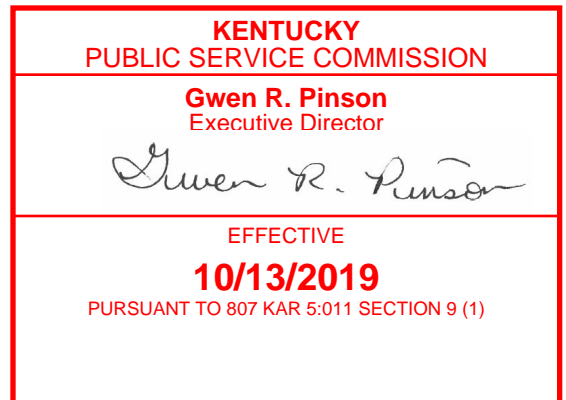 KENTUCKY
PUBLIC SERVICE COMMISSION
Gwen R. Pinson
Executive Director
Gwen R. Pinson
EFFECTIVE
10/13/2019
PURSUANT TO 807 KAR 5:011 SECTION 9 (1)